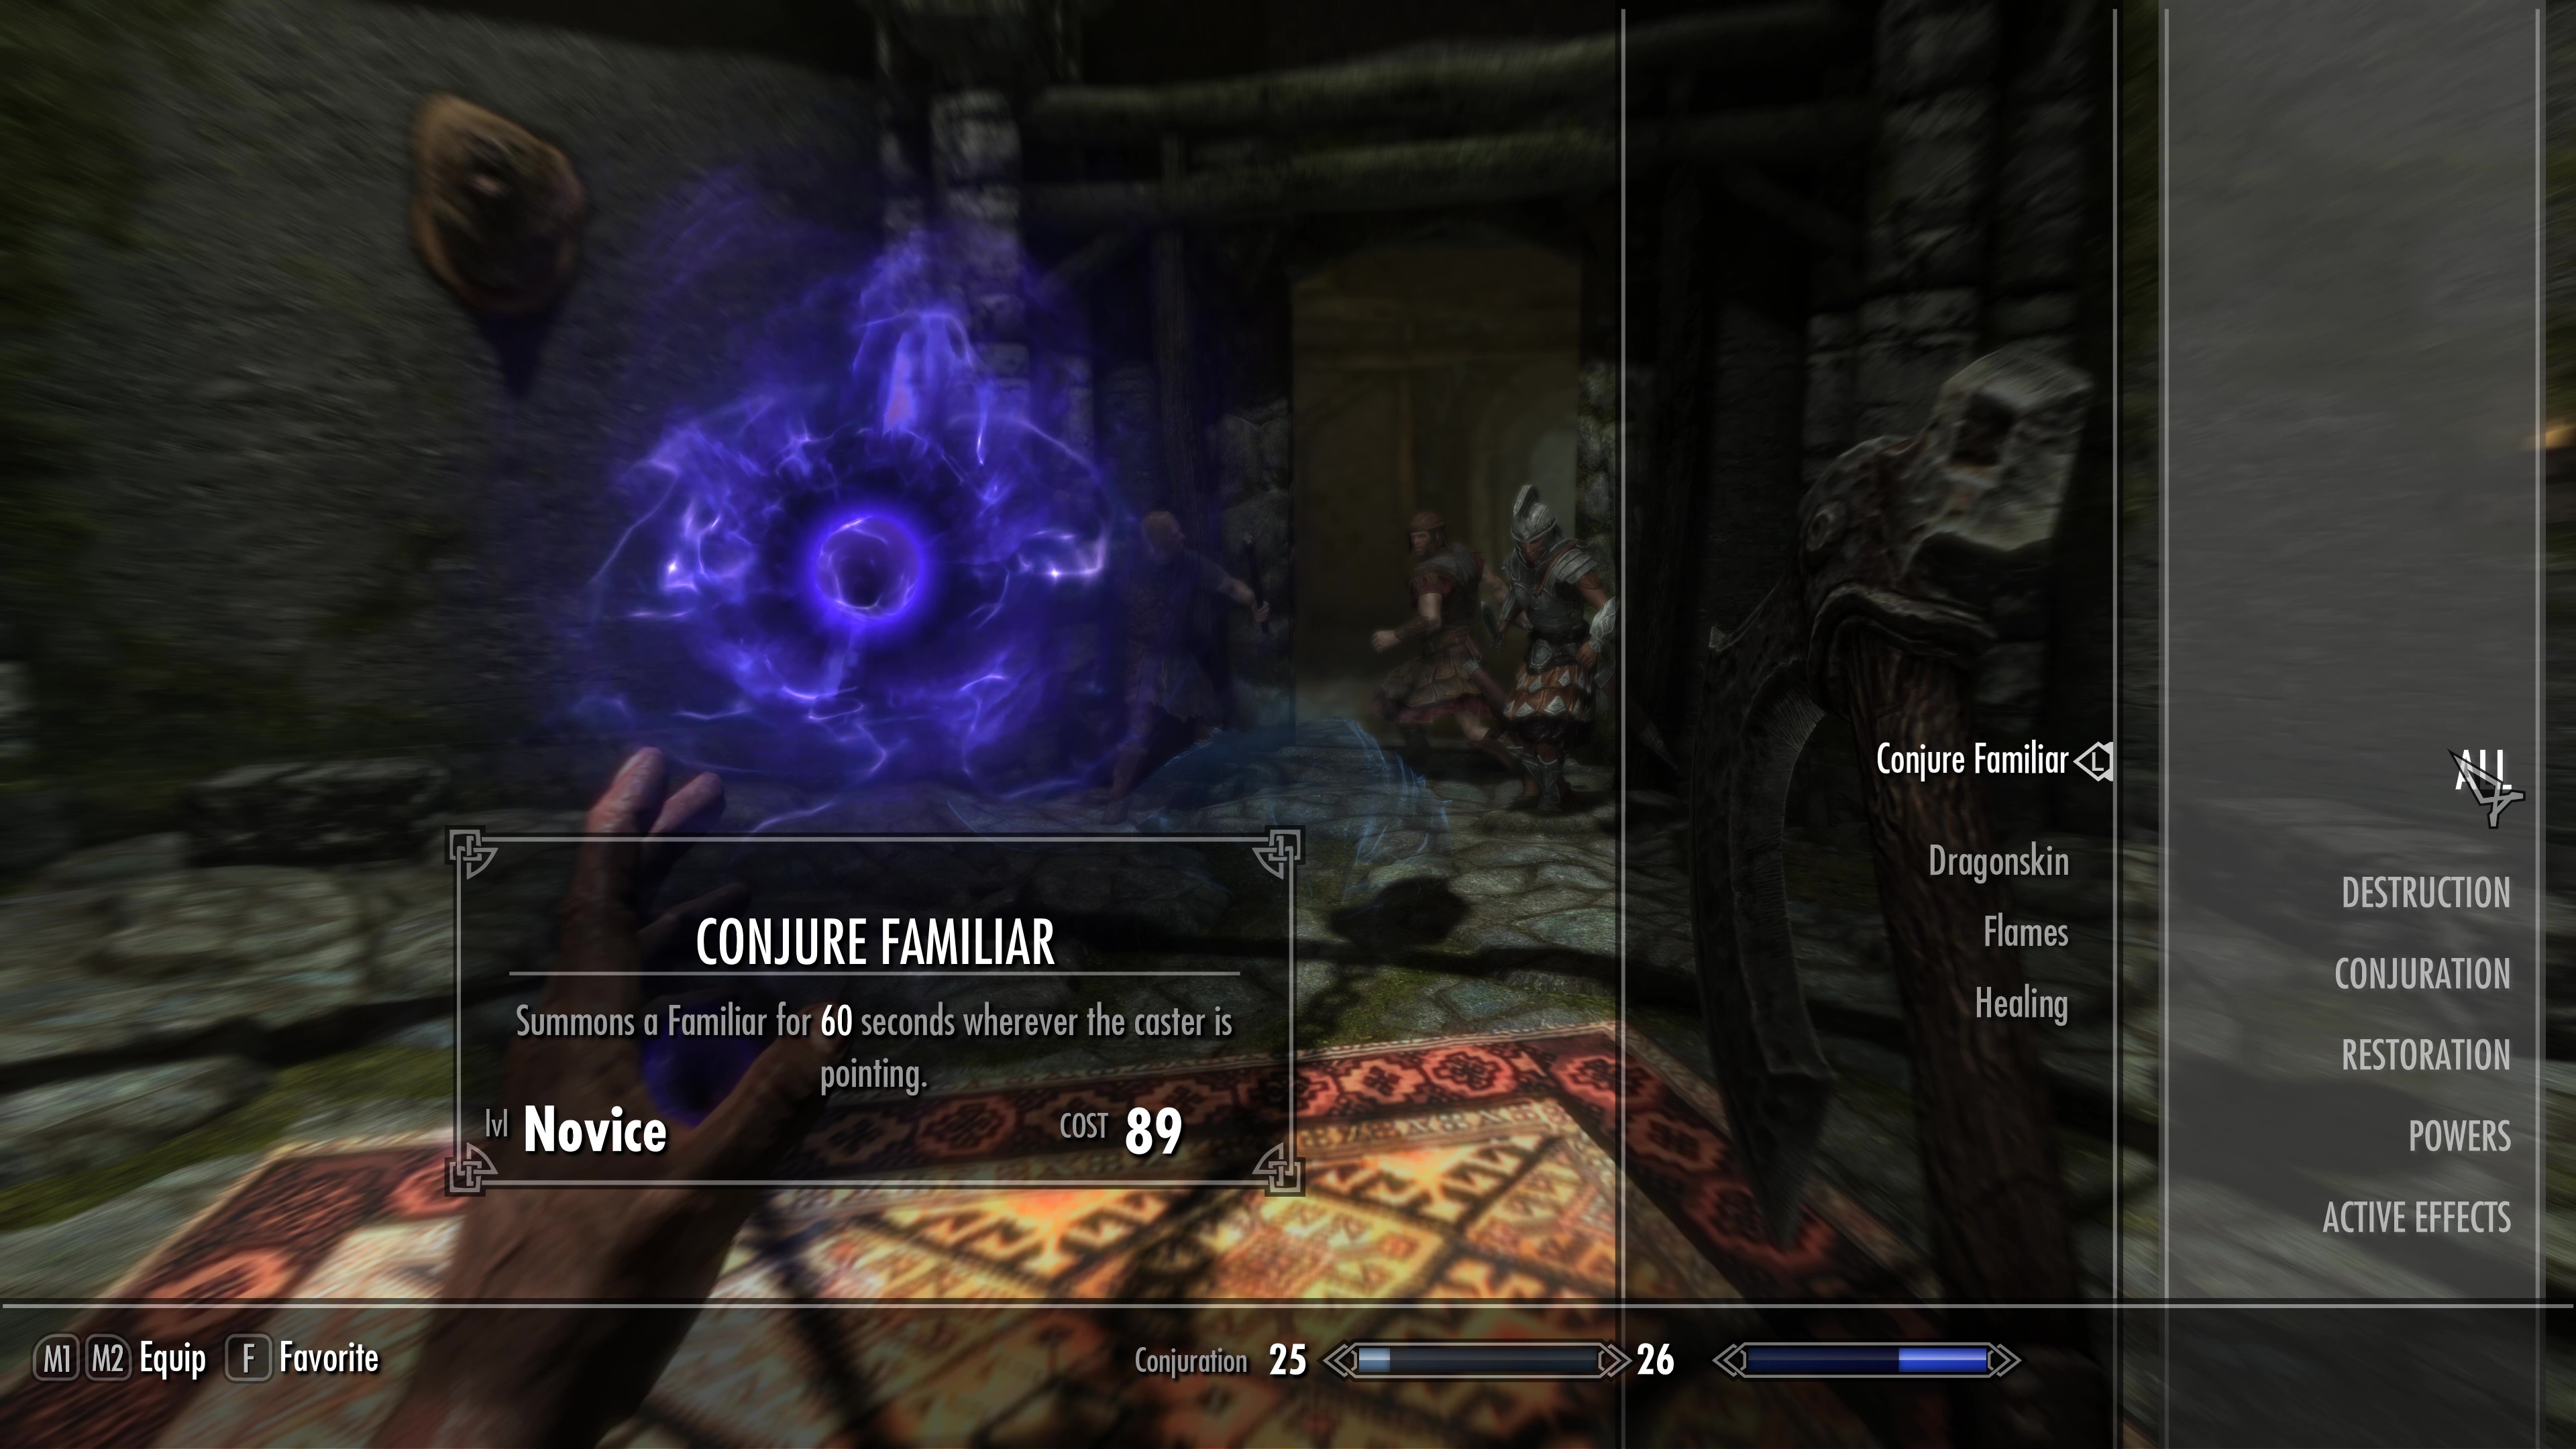 ALL
DESTRUCTION
CONJURATION
RESTORATION
POWERS
ACTIVE EFFECTS
Conjure Familiar L
Dragonskin
Flames
Healing
CONJURE FAMILIAR
Summons a Familiar for 60 seconds wherever the caster is
pointing.
lvl Novice COST 89
M1 M2 Equip F Favorite
Conjuration 25 26